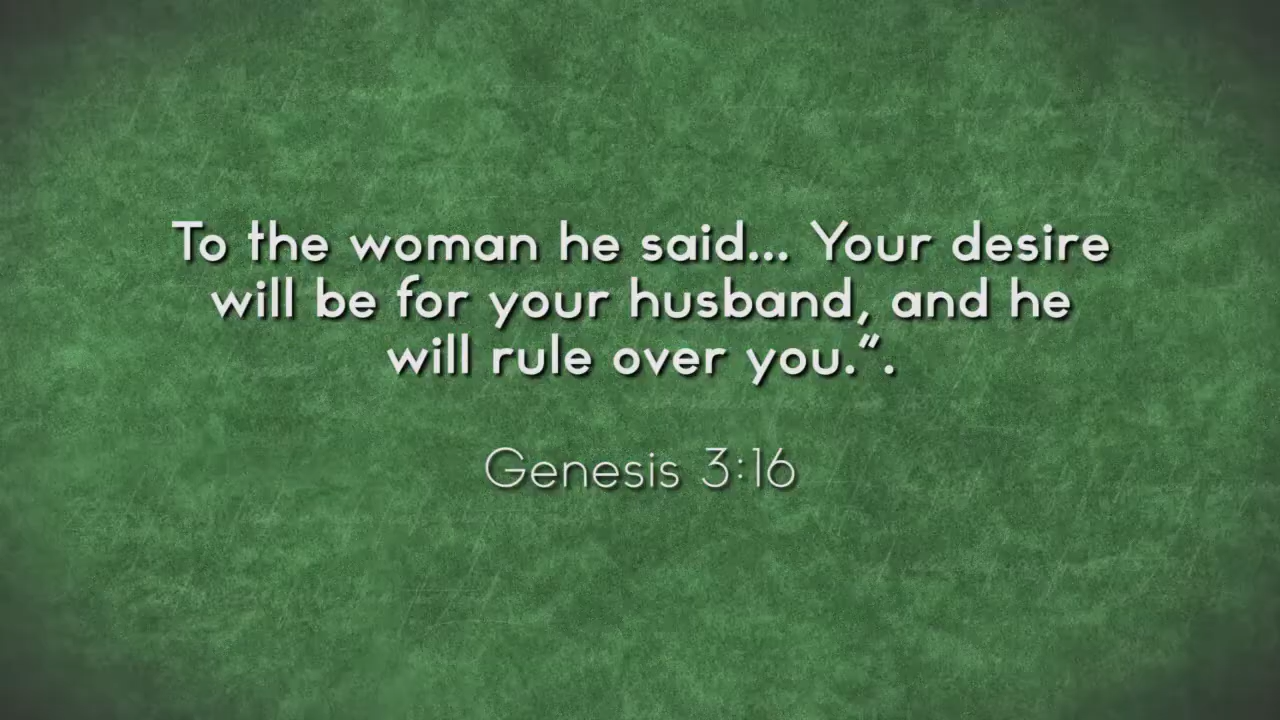 To the woman he said... Your desire
will be for your husband, and he
will rule over you.”.
Genesis 3:16